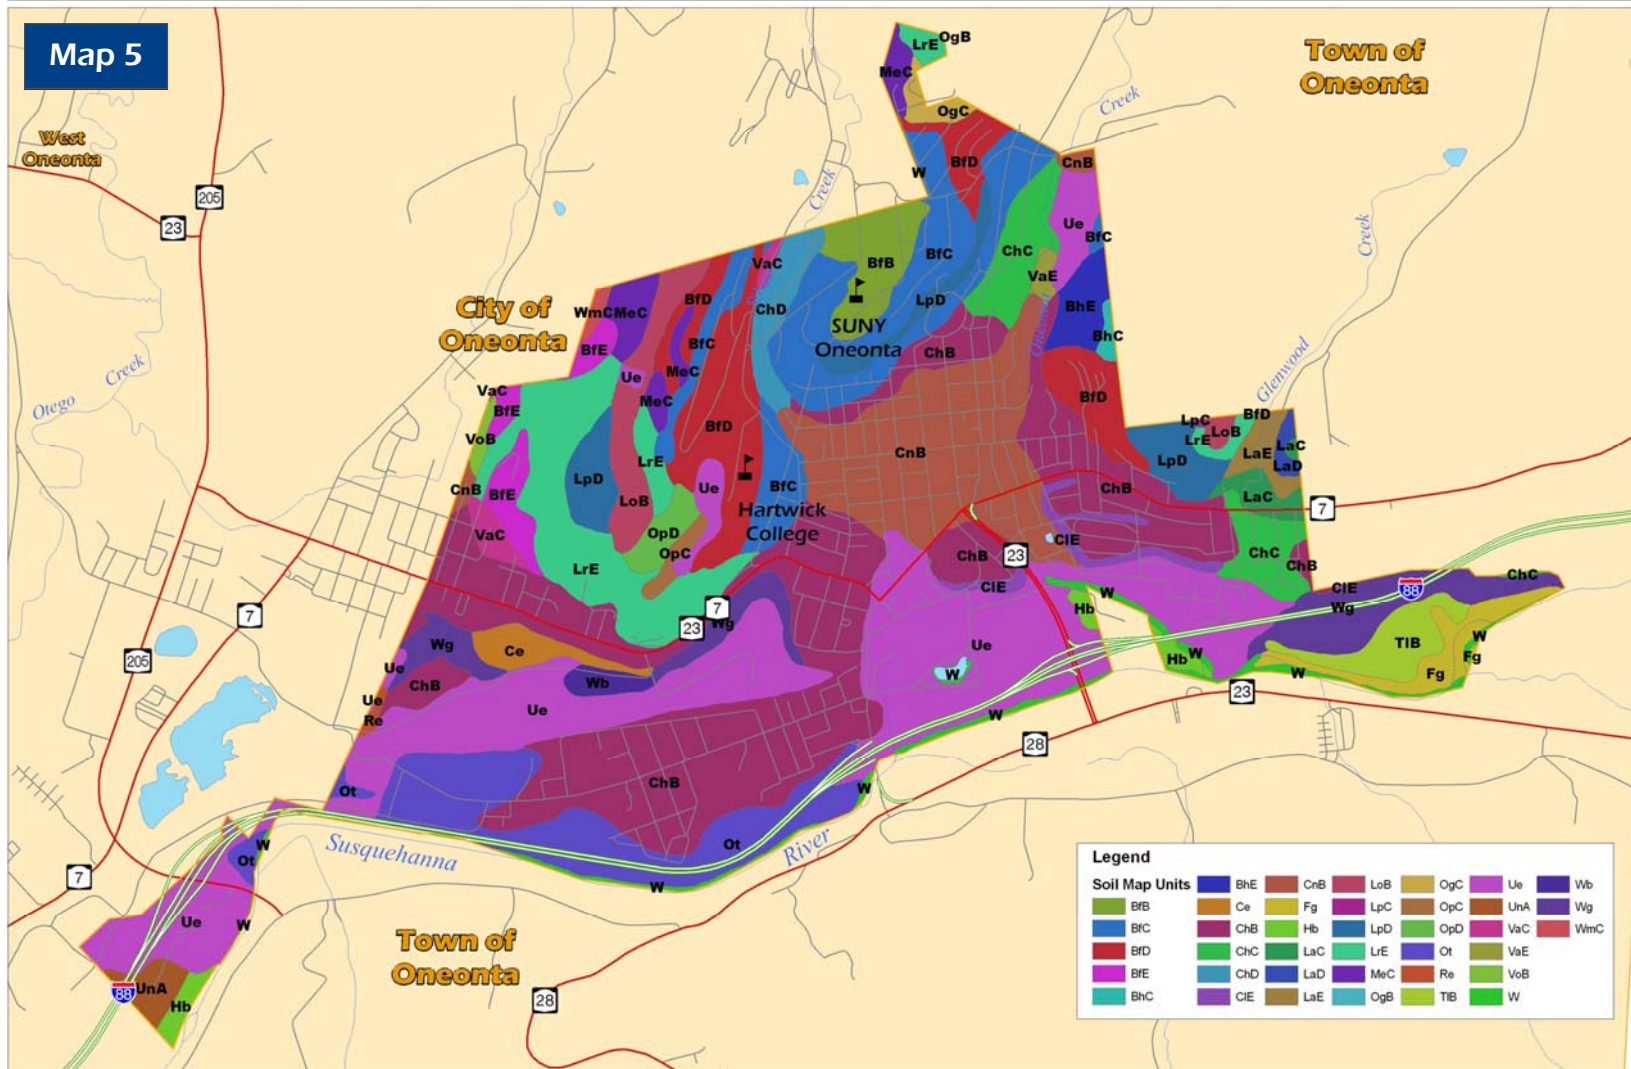 Map 5
Town of
Oneonta
West
Oneonta
City of
Oneonta
Town of
Oneonta
Otego
Creek
Creek
Creek
Creek
Glenwood
Oneonta
Susquehanna
River
SUNY
Oneonta
Hartwick
College
205
23
7
205
7
23
7
23
7
88
23
28
28
88
OgB
LrE
MeC
OgC
BfD
W
CnB
Ue
BfC
ChC
VaE
BhE
BhC
BfB
BfC
LpD
VaC
ChD
BfD
WmC
MeC
BfE
BfC
MeC
Ue
MeC
ChB
BfD
VaC
BfE
VoB
BfD
CnB
LpC
LoB
BfD
LrE
LaC
LaE
LaD
LpD
LrE
LpD
CnB
BfE
LoB
Ue
BfC
ChB
LaC
VaC
OpD
OpC
ClE
ChB
ChC
ChB
LrE
ClE
ClE
ChC
W
Hb
Wg
Wg
Wg
Ce
Ue
ChB
Wb
Ue
W
Hb
W
TlB
W
Fg
Fg
W
Ue
Re
Ue
W
ChB
Ot
W
Ot
W
W
Ot
Ue
W
UnA
Hb
Legend
Soil Map Units
BfB
BfC
BfD
BfE
BhC
BhE
Ce
ChB
ChC
ChD
ClE
CnB
Fg
Hb
LaC
LaD
LaE
LoB
LpC
LpD
LrE
MeC
OgB
OgC
OpC
OpD
Ot
Re
TlB
Ue
UnA
VaC
VaE
VoB
W
Wb
Wg
WmC